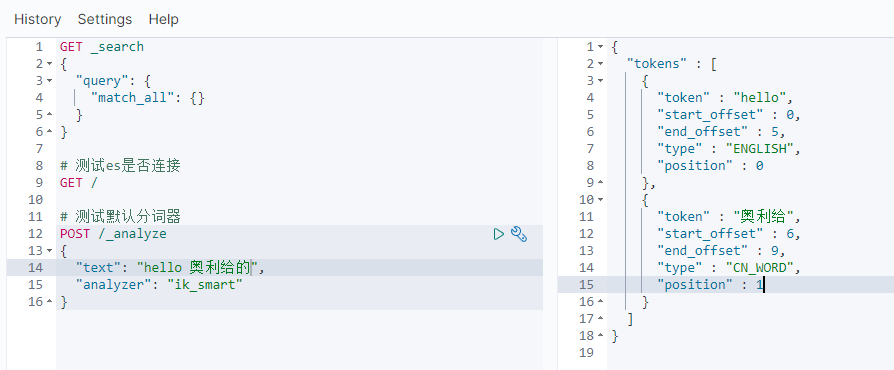 History Settings Help
1 GET _search
2 {
3 "query": {
4 "match_all": {}
5 }
6 }
7
8 # 测试es是否连接
9 GET /
10
11 # 测试默认分词器
12 POST /_analyze
13 {
14 "text": "hello 奥利给的",
15 "analyzer": "ik_smart"
16 }
1 {
2 "tokens" : [
3 {
4 "token" : "hello",
5 "start_offset" : 0,
6 "end_offset" : 5,
7 "type" : "ENGLISH",
8 "position" : 0
9 },
10 {
11 "token" : "奥利给",
12 "start_offset" : 6,
13 "end_offset" : 9,
14 "type" : "CN_WORD",
15 "position" : 1
16 }
17 ]
18 }
19